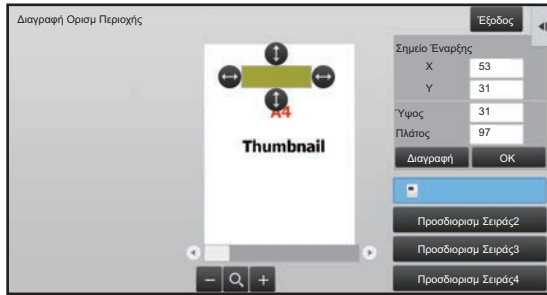 Διαγραφή Ορισμ Περιοχής
Έξοδος
Σημείο Έναρξης
X 53
Y 31
Ύψος 31
Πλάτος 97
Διαγραφή OK
A4
Thumbnail
Προσδιορισμ Σειράς2
Προσδιορισμ Σειράς3
Προσδιορισμ Σειράς4